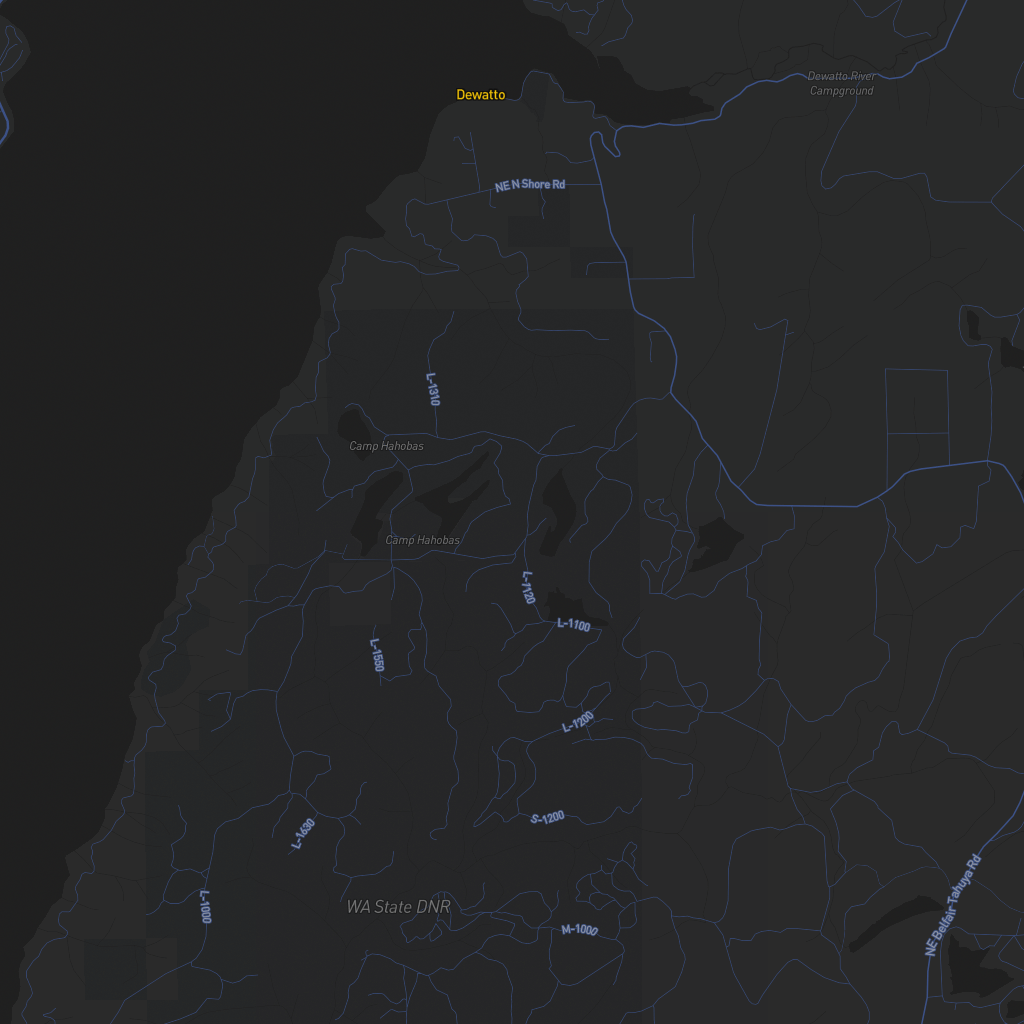 Dewatto River
Campground
Dewatto
NE N Shore Rd
L-1310
Camp Hahobas
Camp Hahobas
L-7120
L-1100
L-1550
L-1200
S-1200
L-1630
NE Belfair Tahuya Rd
L-1000
WA State DNR
M-1000